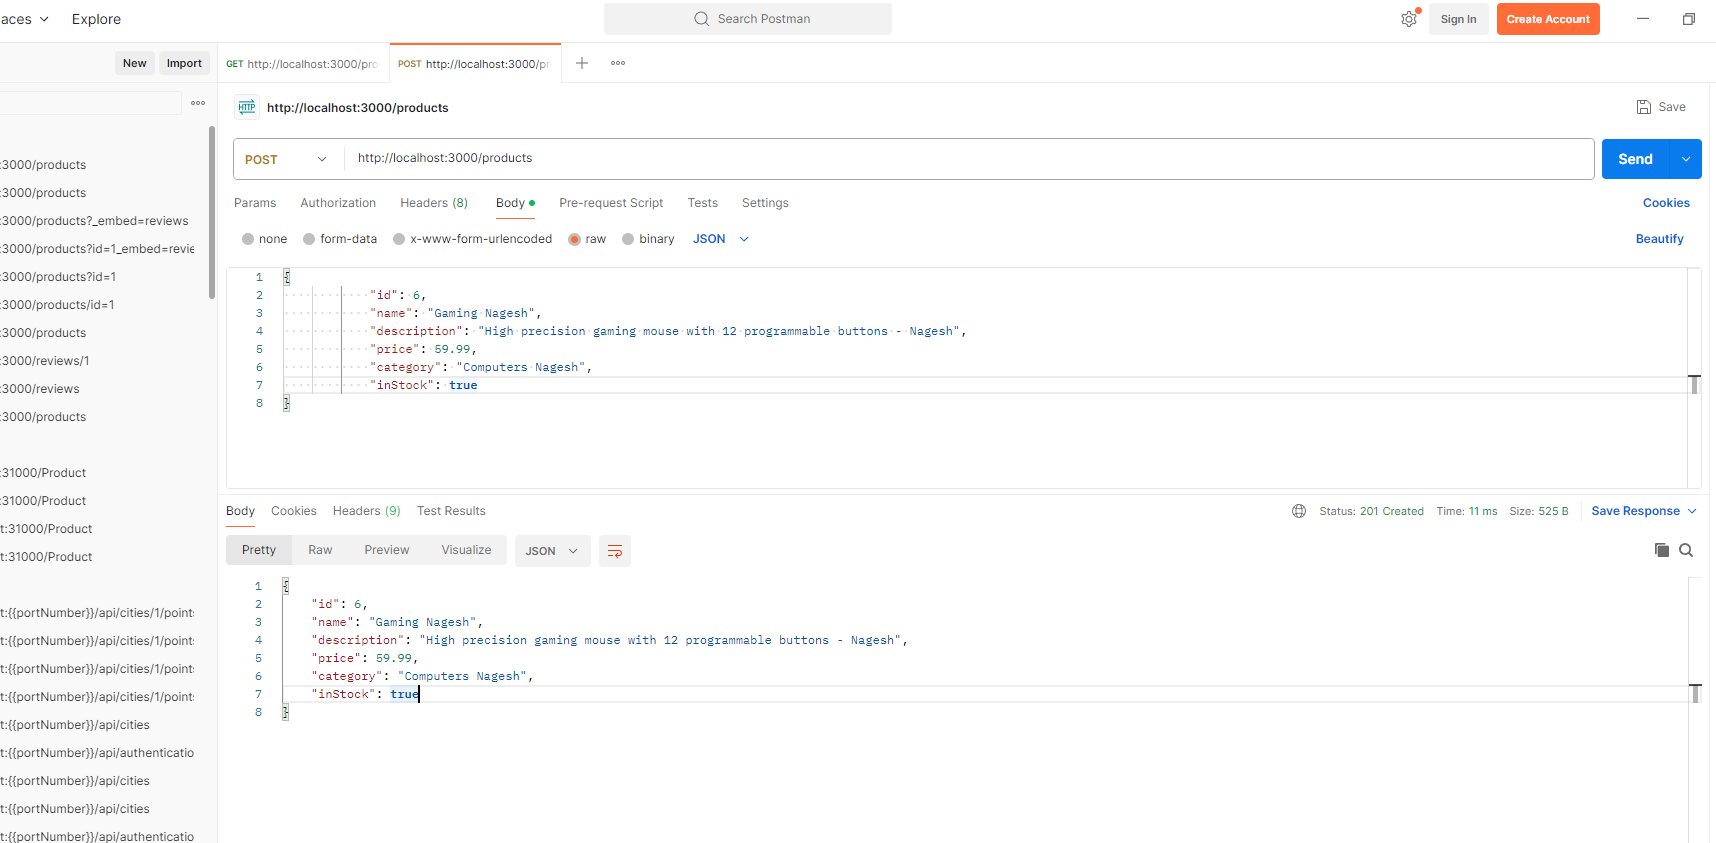 aces Explore Search Postman Sign In Create Account
New Import GET http://localhost:3000/pro POST http://localhost:3000/pr
HTTP http://localhost:3000/products Save
POST http://localhost:3000/products Send
Params Authorization Headers (8) Body Pre-request Script Tests Settings Cookies
none form-data x-www-form-urlencoded raw binary JSON Beautify
1 {
2 "id": 6,
3 "name": "Gaming Nagesh",
4 "description": "High precision gaming mouse with 12 programmable buttons - Nagesh",
5 "price": 59.99,
6 "category": "Computers Nagesh",
7 "inStock": true
8 }
Body Cookies Headers (9) Test Results Status: 201 Created Time: 11 ms Size: 525 B Save Response
Pretty Raw Preview Visualize JSON
1 {
2 "id": 6,
3 "name": "Gaming Nagesh",
4 "description": "High precision gaming mouse with 12 programmable buttons - Nagesh",
5 "price": 59.99,
6 "category": "Computers Nagesh",
7 "inStock": true
8 }
:3000/products
:3000/products
:3000/products?_embed=reviews
:3000/products?id=1_embed=revie
:3000/products?id=1
:3000/products/id=1
:3000/products
:3000/reviews/1
:3000/reviews
:3000/products
:31000/Product
:31000/Product
t:31000/Product
t:31000/Product
t:{{portNumber}}/api/cities/1/point
t:{{portNumber}}/api/cities/1/point
t:{{portNumber}}/api/cities/1/point
t:{{portNumber}}/api/cities/1/point
t:{{portNumber}}/api/cities
t:{{portNumber}}/api/authenticatio
t:{{portNumber}}/api/cities
t:{{portNumber}}/api/cities
t:{{portNumber}}/api/authenticatio